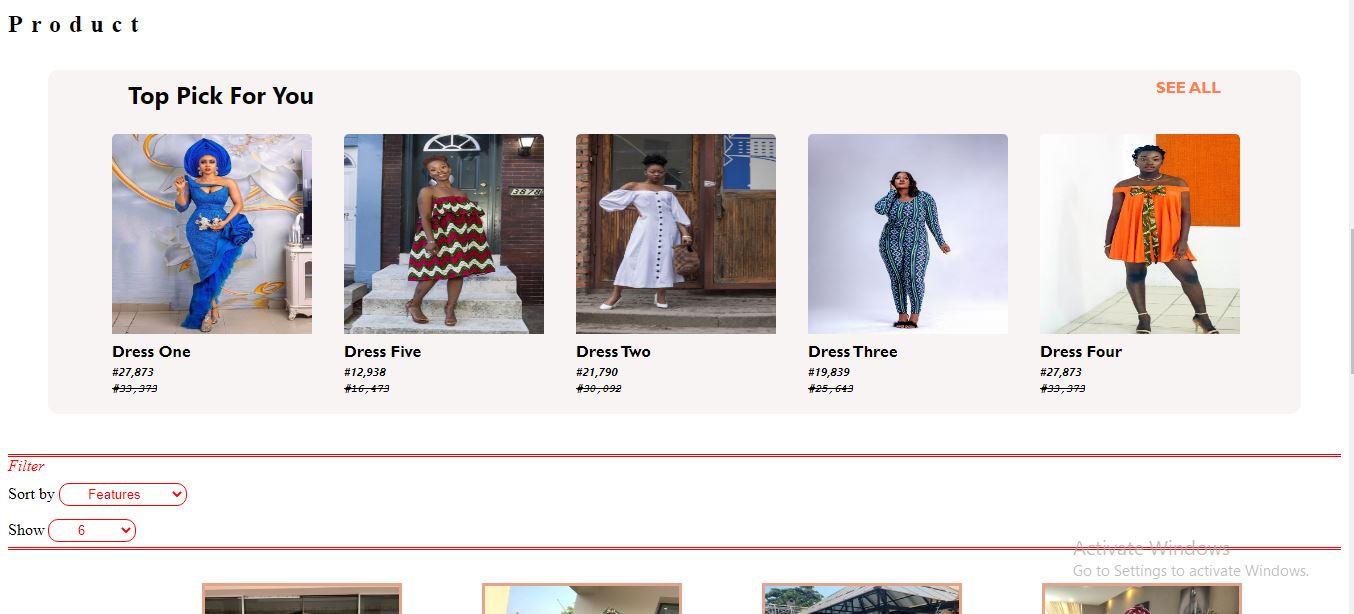 Product
Top Pick For You
SEE ALL
3878
Dress One
#27,873
#33,373
Dress Five
#12,938
#16,473
Dress Two
#21,790
#30,092
Dress Three
#19,839
#25,643
Dress Four
#27,873
#33,373
Filter
Sort by Features
Show 6
Activate Windows
Go to Settings to activate Windows.